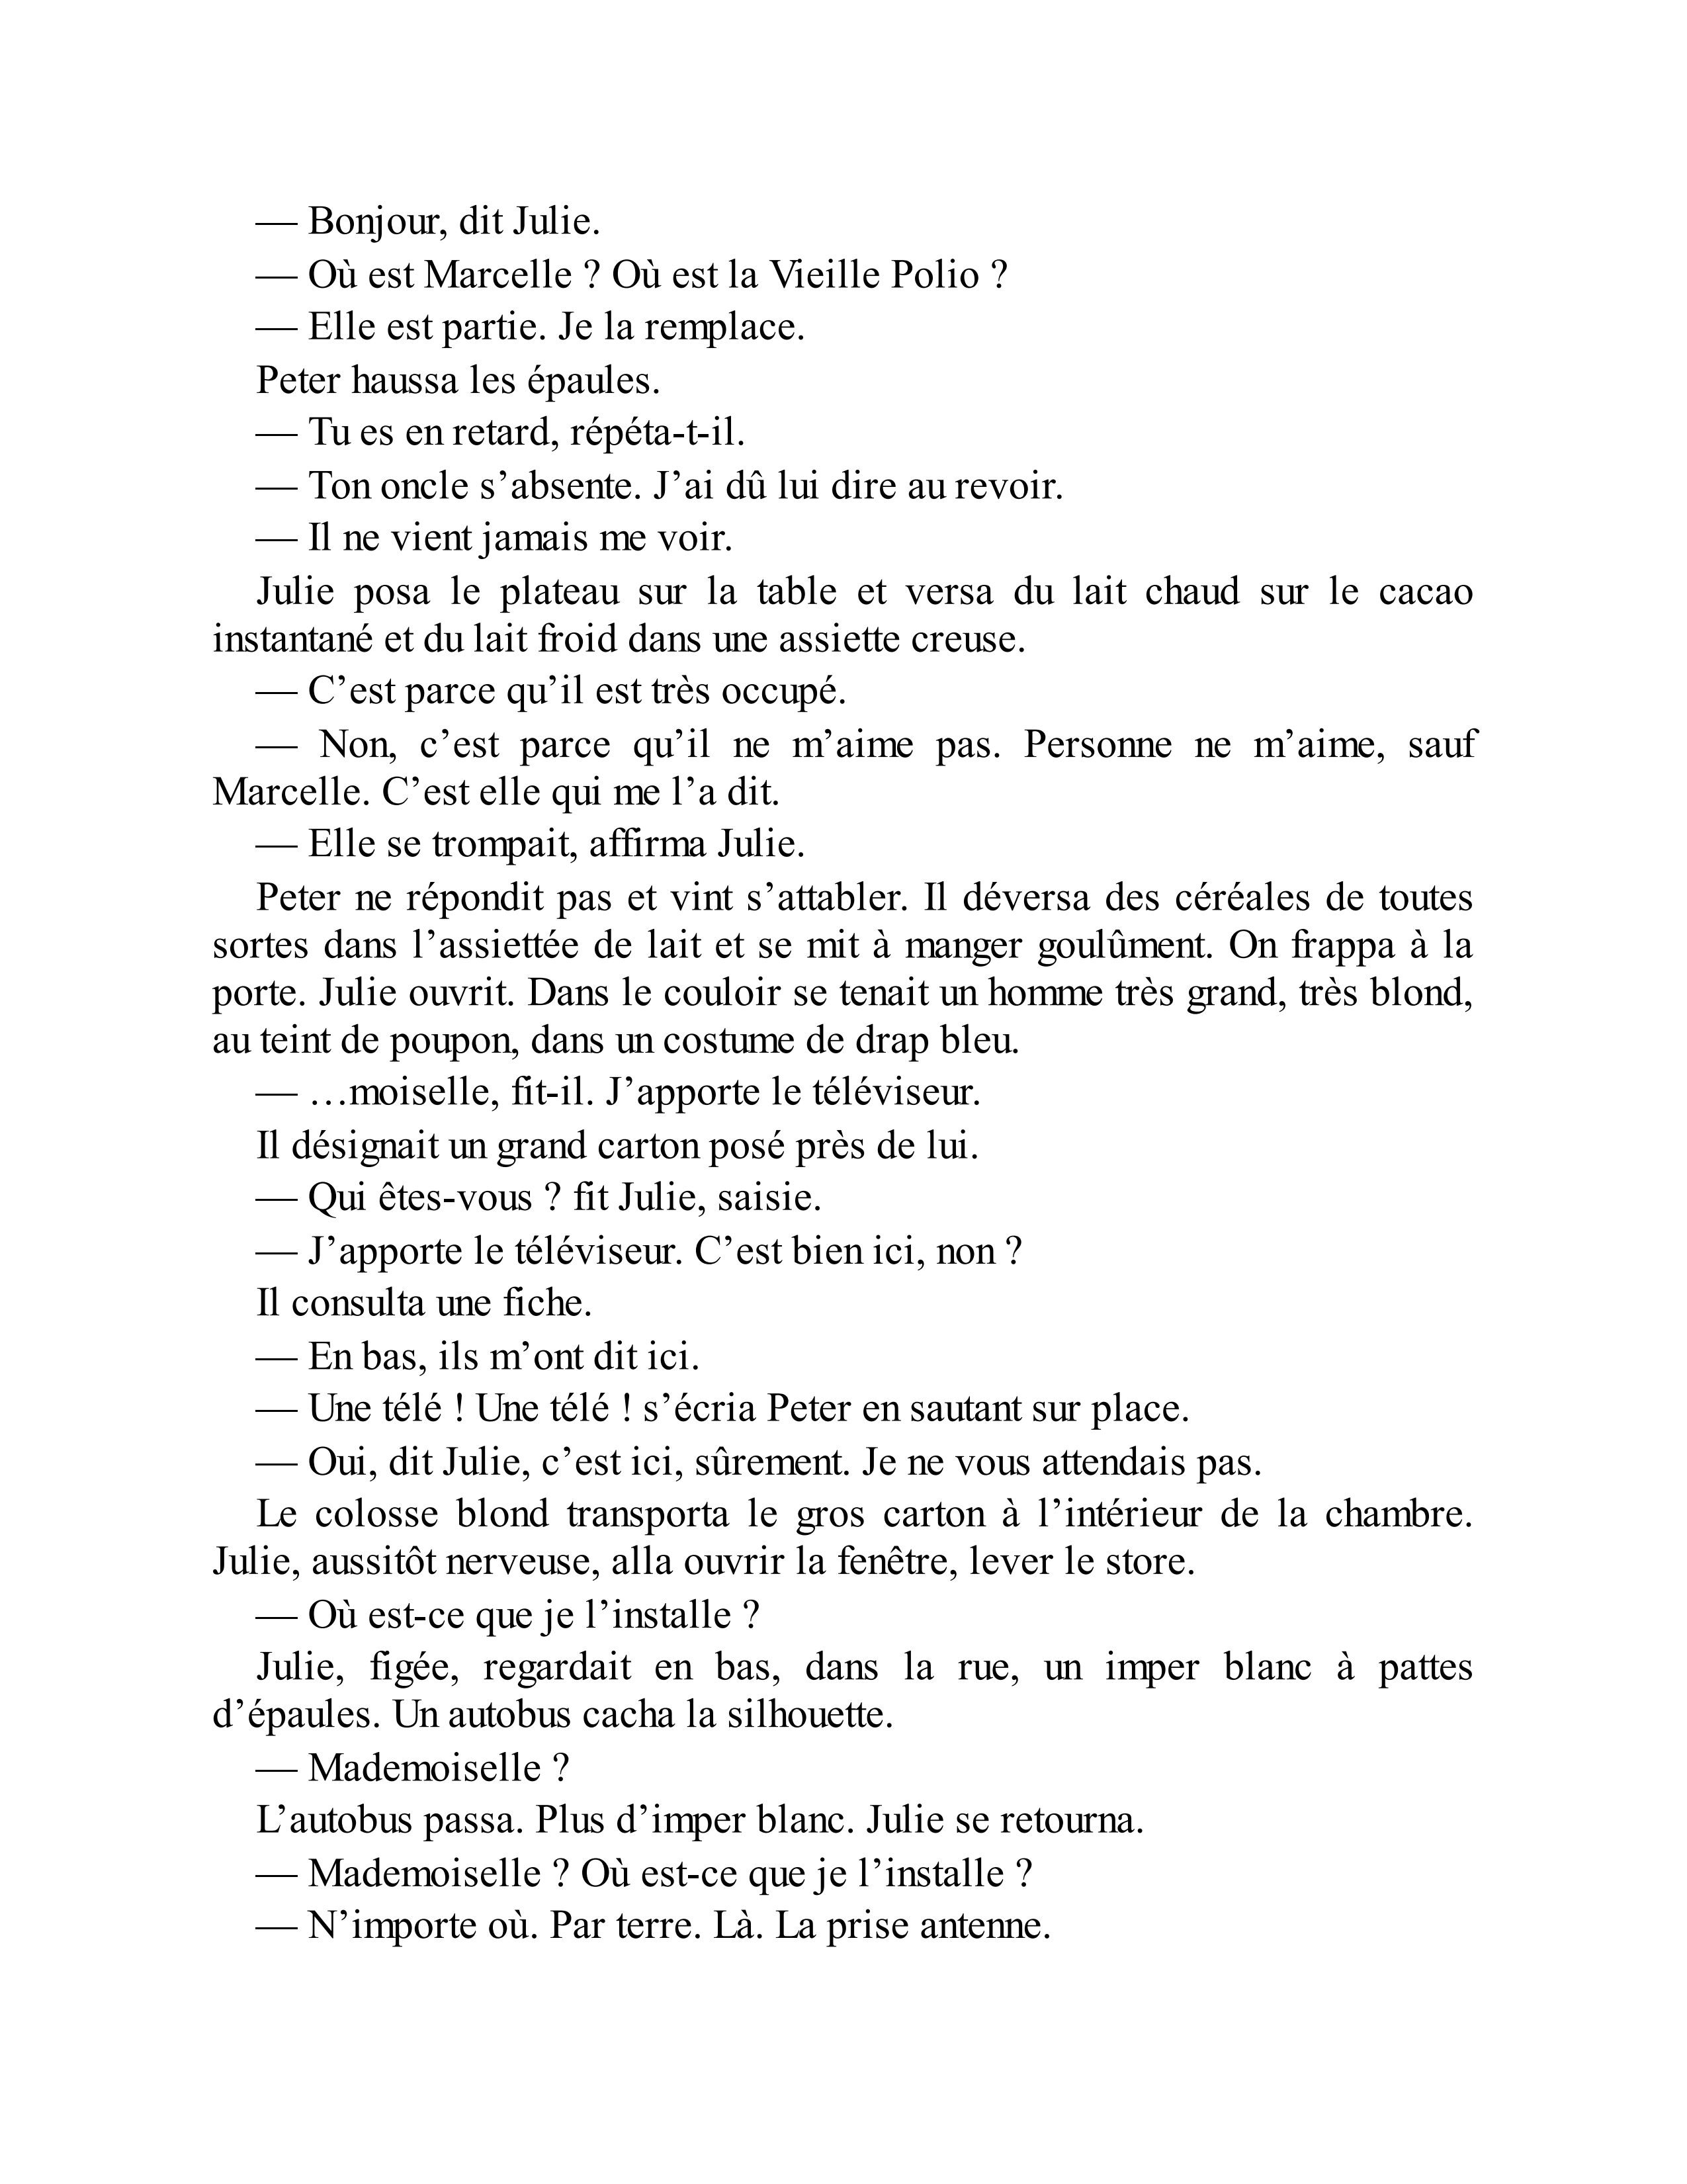 — Bonjour, dit Julie.
— Où est Marcelle ? Où est la Vieille Polio ?
— Elle est partie. Je la remplace.
Peter haussa les épaules.
— Tu es en retard, répéta-t-il.
— Ton oncle s’absente. J’ai dû lui dire au revoir.
— Il ne vient jamais me voir.
Julie posa le plateau sur la table et versa du lait chaud sur le cacao
instantané et du lait froid dans une assiette creuse.
— C’est parce qu’il est très occupé.
— Non, c’est parce qu’il ne m’aime pas. Personne ne m’aime, sauf
Marcelle. C’est elle qui me l’a dit.
— Elle se trompait, affirma Julie.
Peter ne répondit pas et vint s’attabler. Il déversa des céréales de toutes
sortes dans l’assiettée de lait et se mit à manger goulûment. On frappa à la
porte. Julie ouvrit. Dans le couloir se tenait un homme très grand, très blond,
au teint de poupon, dans un costume de drap bleu.
— …moiselle, fit-il. J’apporte le téléviseur.
Il désignait un grand carton posé près de lui.
— Qui êtes-vous ? fit Julie, saisie.
— J’apporte le téléviseur. C’est bien ici, non ?
Il consulta une fiche.
— En bas, ils m’ont dit ici.
— Une télé ! Une télé ! s’écria Peter en sautant sur place.
— Oui, dit Julie, c’est ici, sûrement. Je ne vous attendais pas.
Le colosse blond transporta le gros carton à l’intérieur de la chambre.
Julie, aussitôt nerveuse, alla ouvrir la fenêtre, lever le store.
— Où est-ce que je l’installe ?
Julie, figée, regardait en bas, dans la rue, un imper blanc à pattes
d’épaules. Un autobus cacha la silhouette.
— Mademoiselle ?
L’autobus passa. Plus d’imper blanc. Julie se retourna.
— Mademoiselle ? Où est-ce que je l’installe ?
— N’importe où. Par terre. Là. La prise antenne.